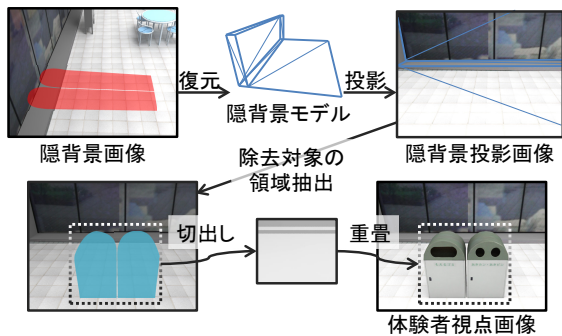 復元
投影
隠背景画像
隠背景モデル
隠背景投影画像
除去対象の
領域抽出
切出し
重畳
体験者視点画像